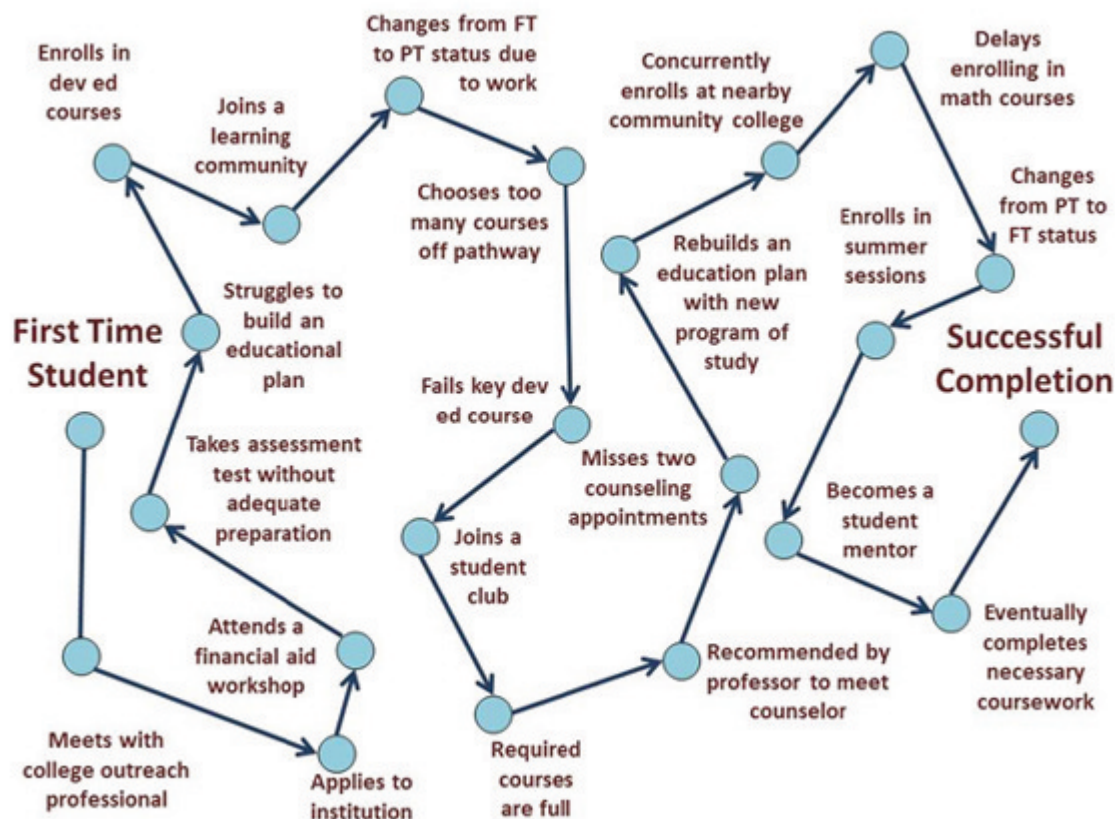 First Time
Student
Meets with
college outreach
professional
Applies to
institution
Attends a
financial aid
workshop
Takes assessment
test without
adequate
preparation
Struggles to
build an
educational
plan
Enrolls in
dev ed
courses
Joins a
learning
community
Changes from FT
to PT status due
to work
Chooses too
many courses
off pathway
Fails key dev
ed course
Joins a
student
club
Required
courses
are full
Recommended by
professor to meet
counselor
Misses two
counseling
appointments
Rebuilds an
education plan
with new
program of
study
Concurrently
enrolls at nearby
community college
Delays
enrolling in
math courses
Changes
from PT to
FT status
Enrolls in
summer
sessions
Becomes a
student
mentor
Eventually
completes
necessary
coursework
Successful
Completion